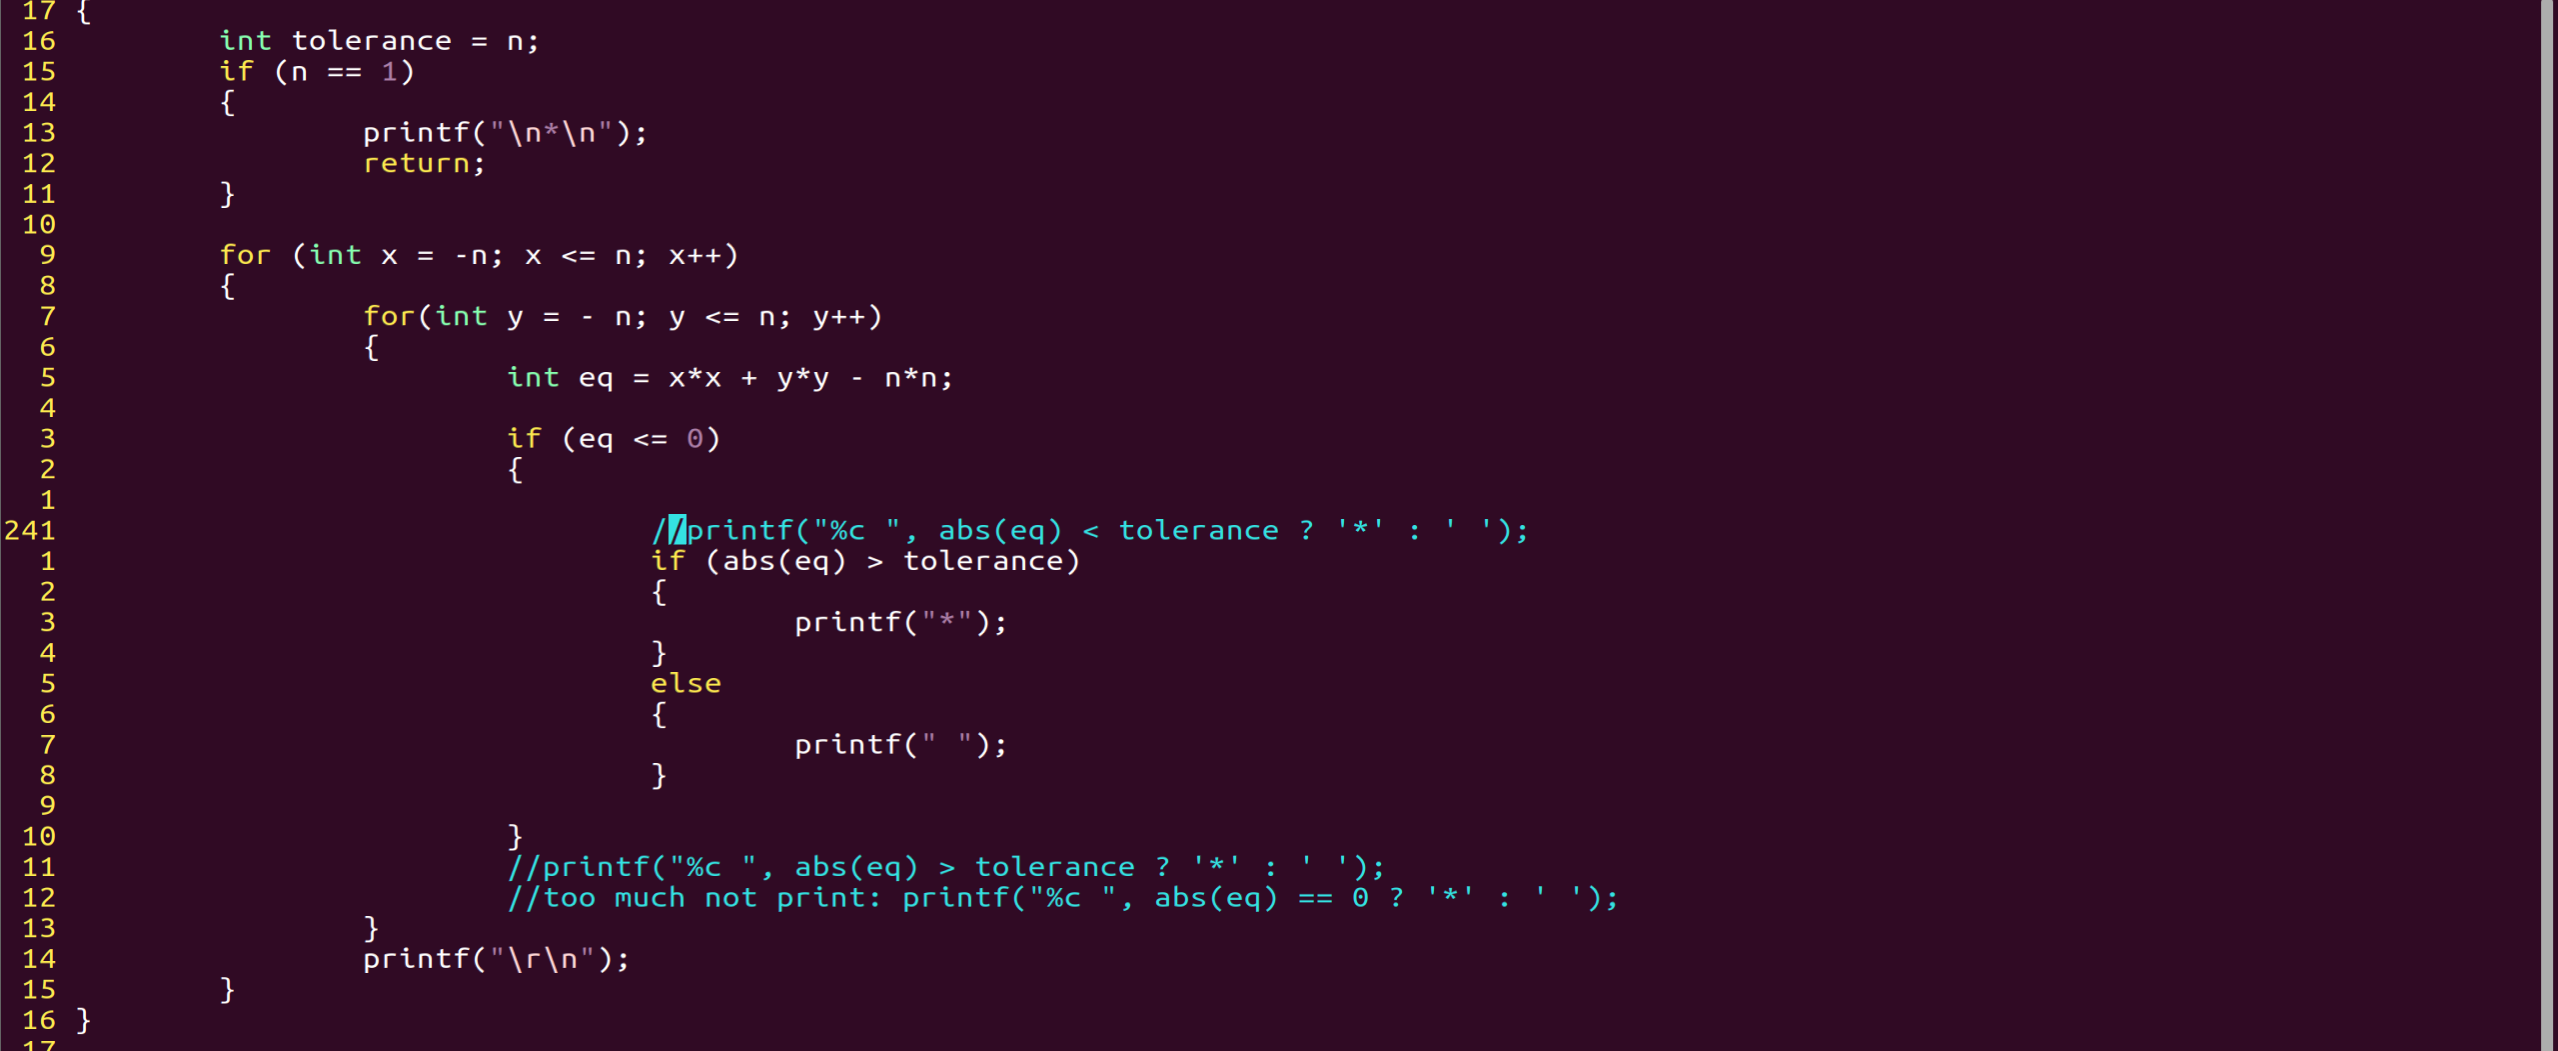 17 {
16         int tolerance = n;
15         if (n == 1)
14         {
13                 printf("\n*\n");
12                 return;
11         }
10
9         for (int x = -n; x <= n; x++)
8         {
7                 for(int y = - n; y <= n; y++)
6                 {
5                         int eq = x*x + y*y - n*n;
4
3                         if (eq <= 0)
2                         {
1
241                                 //printf("%c ", abs(eq) < tolerance ? '*' : ' ');
1                                 if (abs(eq) > tolerance)
2                                 {
3                                         printf("*");
4                                 }
5                                 else
6                                 {
7                                         printf(" ");
8                                 }
9
10                         }
11                         //printf("%c ", abs(eq) > tolerance ? '*' : ' ');
12                         //too much not print: printf("%c ", abs(eq) == 0 ? '*' : ' ');
13                 }
14                 printf("\r\n");
15         }
16 }
17